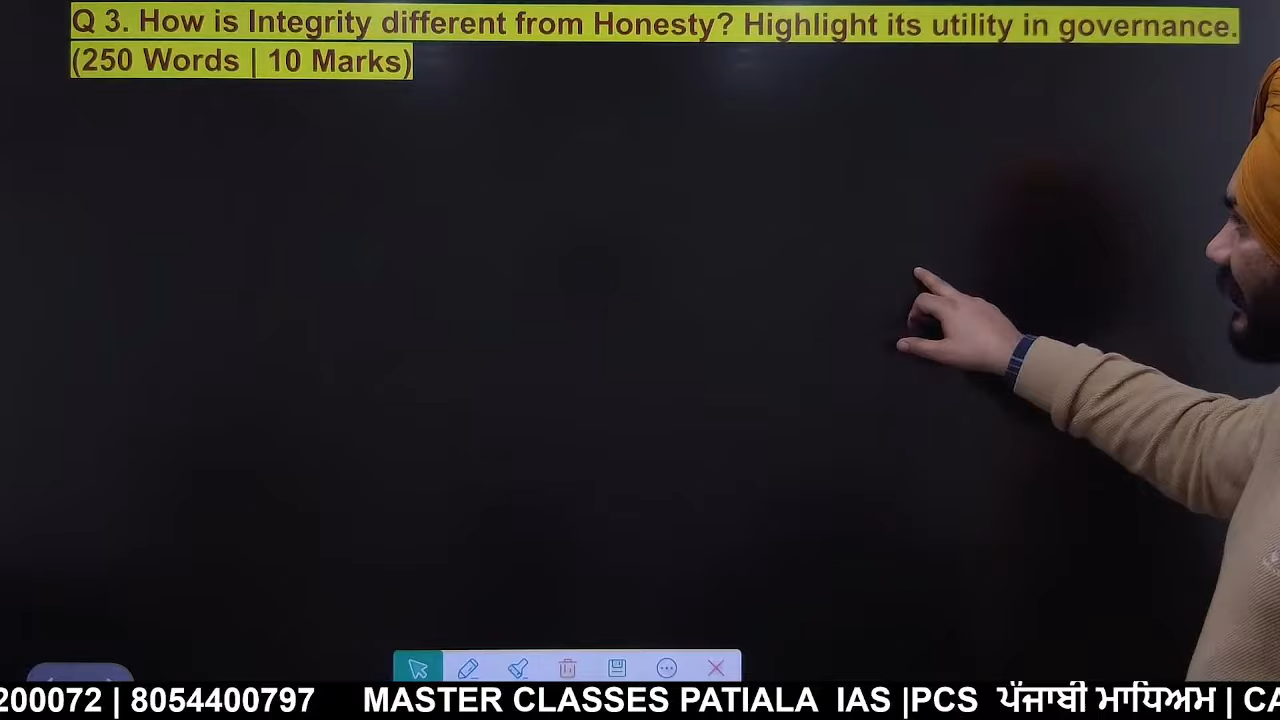 Q 3. How is Integrity different from Honesty? Highlight its utility in governance.
(250 Words | 10 Marks)
200072 | 8054400797 MASTER CLASSES PATIALA IAS |PCS ਪੰਜਾਬੀ ਮਾਧਿਅਮ | CA